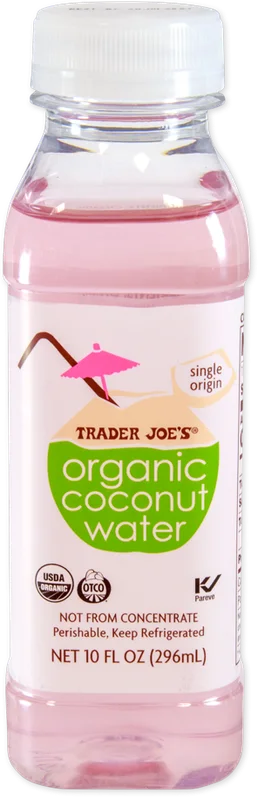 single
origin
TRADER JOE'S®
organic
coconut
water
USDA
ORGANIC
OTCO
Pareve
NOT FROM CONCENTRATE
Perishable, Keep Refrigerated
NET 10 FL OZ (296mL)